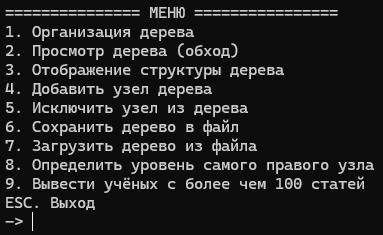 =============== МЕНЮ ================
1. Организация дерева
2. Просмотр дерева (обход)
3. Отображение структуры дерева
4. Добавить узел дерева
5. Исключить узел из дерева
6. Сохранить дерево в файл
7. Загрузить дерево из файла
8. Определить уровень самого правого узла
9. Вывести учёных с более чем 100 статей
ESC. Выход
->